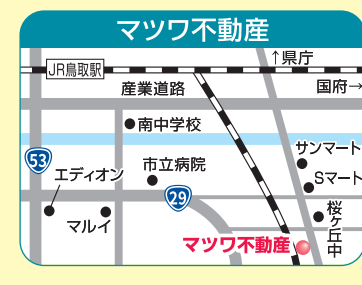 マツワ不動産
↑県庁
JR鳥取駅
産業道路
国府→
南中学校
サンマート
53
エディオン
市立病院
Sマート
29
マルイ
桜ヶ丘中
マツワ不動産